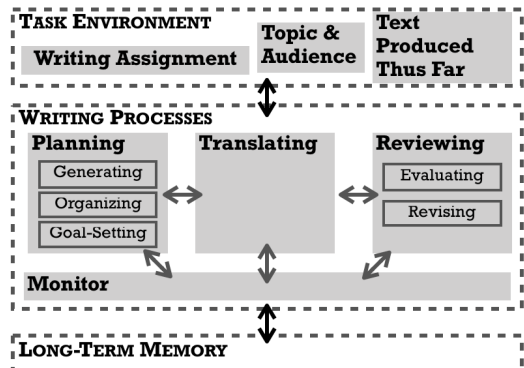 TASK ENVIRONMENT
Writing Assignment
Topic &
Audience
Text
Produced
Thus Far
WRITING PROCESSES
Planning
Generating
Organizing
Goal-Setting
Translating
Reviewing
Evaluating
Revising
Monitor
LONG-TERM MEMORY